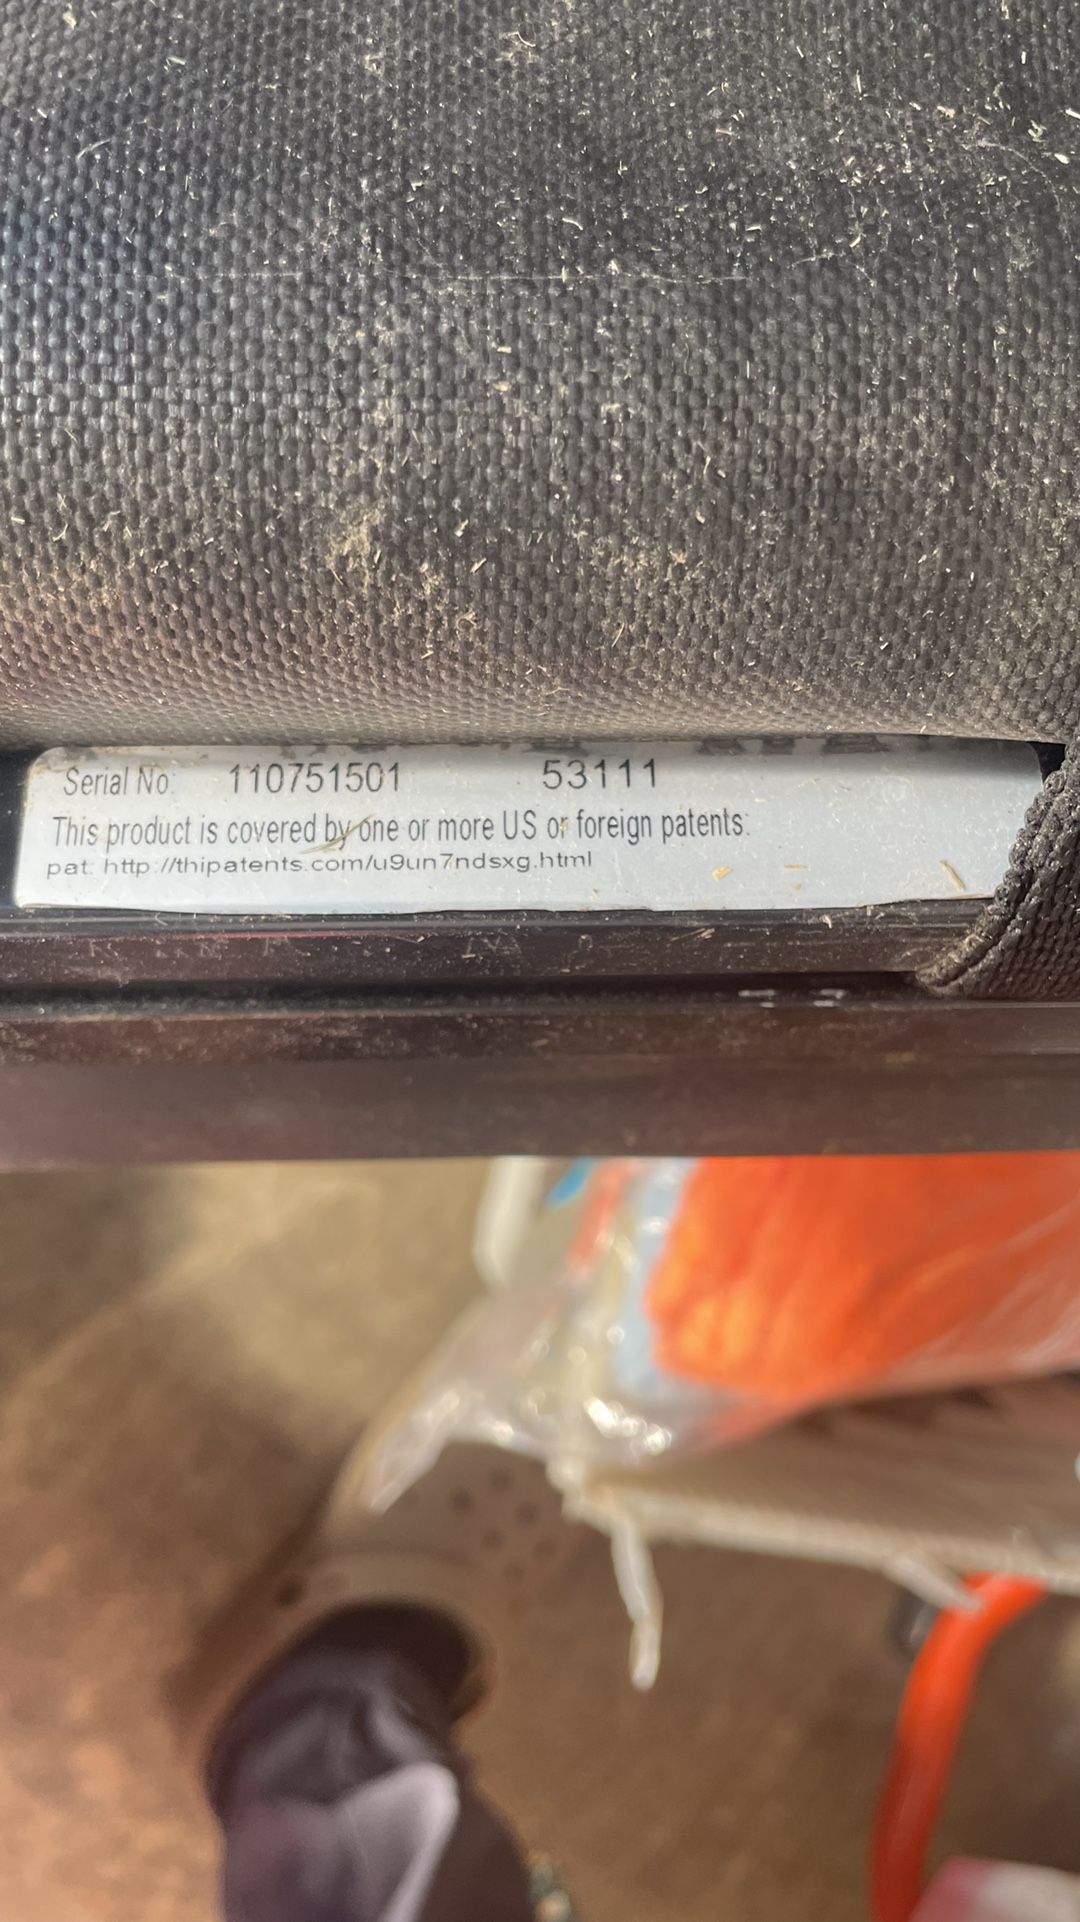 Serial No: 110751501 53111
This product is covered by one or more US or foreign patents:
pat: http://thipatents.com/u9un7ndsxg.html